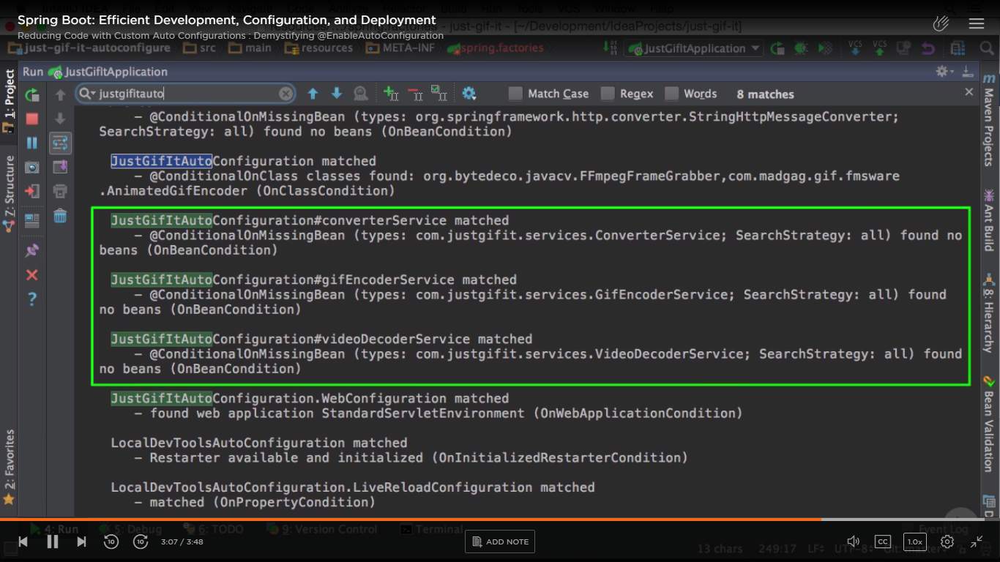 Spring Boot: Efficient Development, Configuration, and Deployment
Reducing Code with Custom Auto Configurations : Demystifying @EnableAutoConfiguration
spring.factories - just-gif-it - [~/Development/IdeaProjects/just-gif-it]
just-gif-it-autoconfigure src main resources META-INF spring.factories JustGifItApplication VCS VCS
Run JustGifItApplication
justgifitauto Match Case Regex Words 8 matches
- @ConditionalOnMissingBean (types: org.springframework.http.converter.StringHttpMessageConverter;
SearchStrategy: all) found no beans (OnBeanCondition)
JustGifItAutoConfiguration matched
- @ConditionalOnClass classes found: org.bytedeco.javacv.FFmpegFrameGrabber,com.madgag.gif.fmsware
.AnimatedGifEncoder (OnClassCondition)
JustGifItAutoConfiguration#converterService matched
- @ConditionalOnMissingBean (types: com.justgifit.services.ConverterService; SearchStrategy: all) found no
beans (OnBeanCondition)
JustGifItAutoConfiguration#gifEncoderService matched
- @ConditionalOnMissingBean (types: com.justgifit.services.GifEncoderService; SearchStrategy: all) found
no beans (OnBeanCondition)
JustGifItAutoConfiguration#videoDecoderService matched
- @ConditionalOnMissingBean (types: com.justgifit.services.VideoDecoderService; SearchStrategy: all) found
no beans (OnBeanCondition)
JustGifItAutoConfiguration.WebConfiguration matched
- found web application StandardServletEnvironment (OnWebApplicationCondition)
LocalDevToolsAutoConfiguration matched
- Restarter available and initialized (OnInitializedRestarterCondition)
LocalDevToolsAutoConfiguration.LiveReloadConfiguration matched
- matched (OnPropertyCondition)
1: Project
Z: Structure
2: Favorites
m
Maven Projects
Ant Build
8: Hierarchy
Bean Validation
4: Run 5: Debug 6: TODO 9: Version Control Terminal Event Log
10 10 3:07 / 3:48 ADD NOTE CC 1.0x
13 chars 249:17 LF UTF-8 Git: master